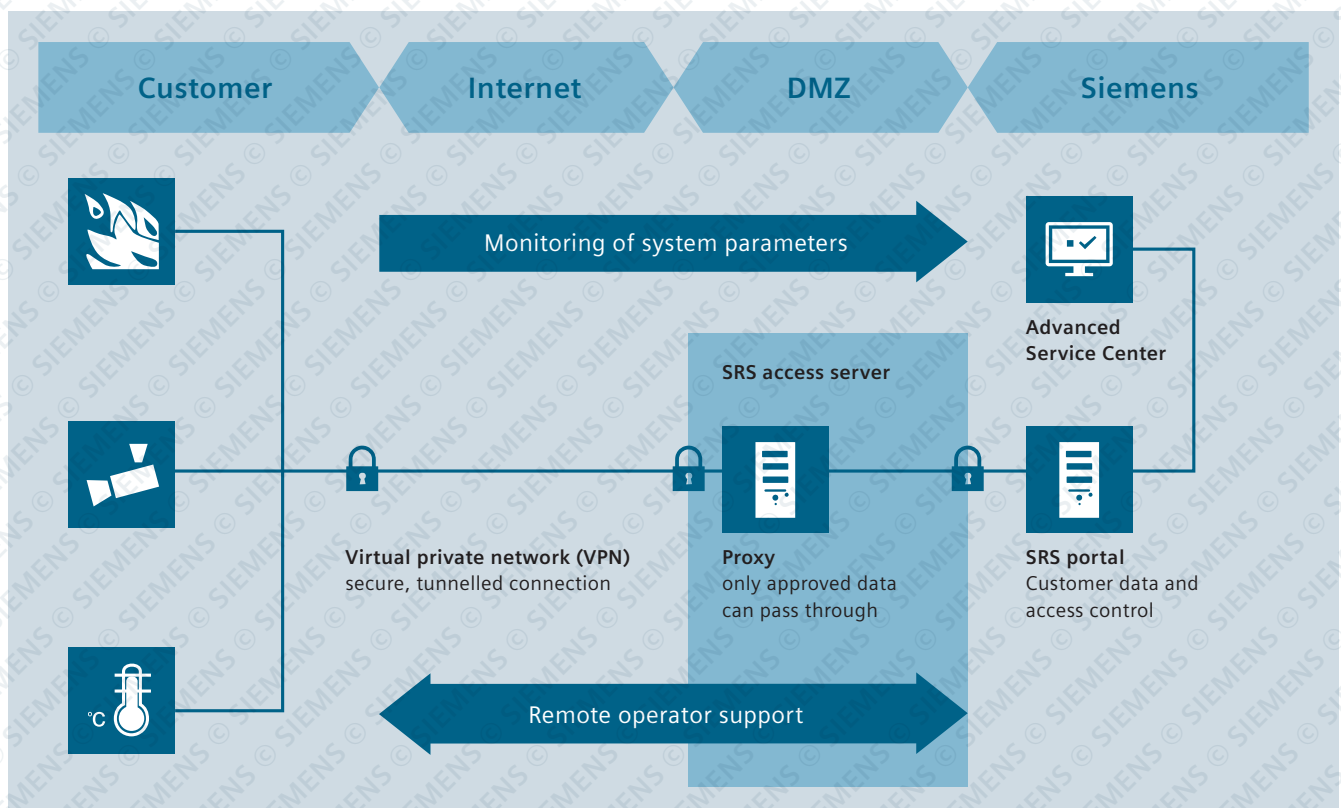 Customer
Internet
DMZ
Siemens
Monitoring of system parameters
Advanced
Service Center
SRS access server
Virtual private network (VPN)
secure, tunnelled connection
Proxy
only approved data
can pass through
SRS portal
Customer data and
access control
°C
Remote operator support
© SIEMENS